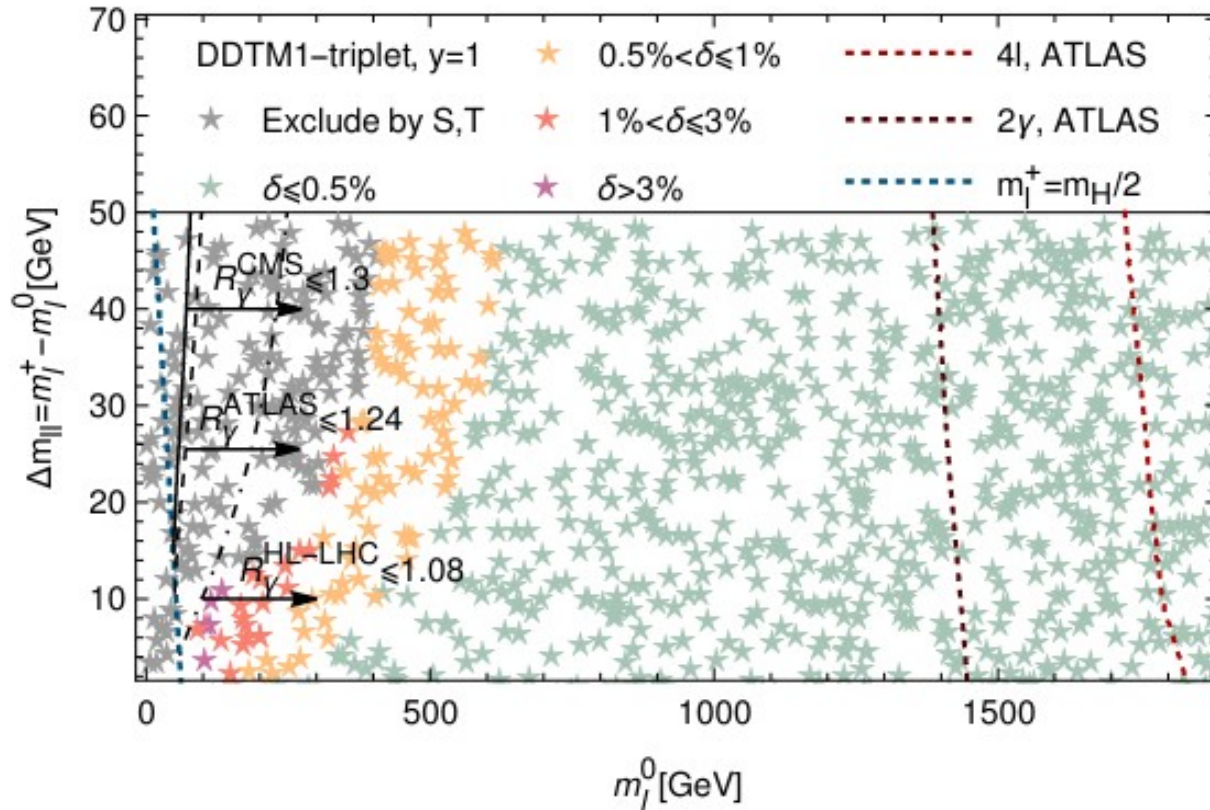 DDTM1-triplet, y=1
0.5%<δ⩽1%
4l, ATLAS
Exclude by S,T
1%<δ⩽3%
2γ, ATLAS
δ⩽0.5%
δ>3%
m_l^+=m_H/2
70
60
50
40
30
20
10
Δm_{||}=m_l^+-m_l^0[GeV]
R_γ^{CMS}⩽1.3
R_γ^{ATLAS}⩽1.24
R_γ^{HL-LHC}⩽1.08
0 500 1000 1500
m_l^0[GeV]